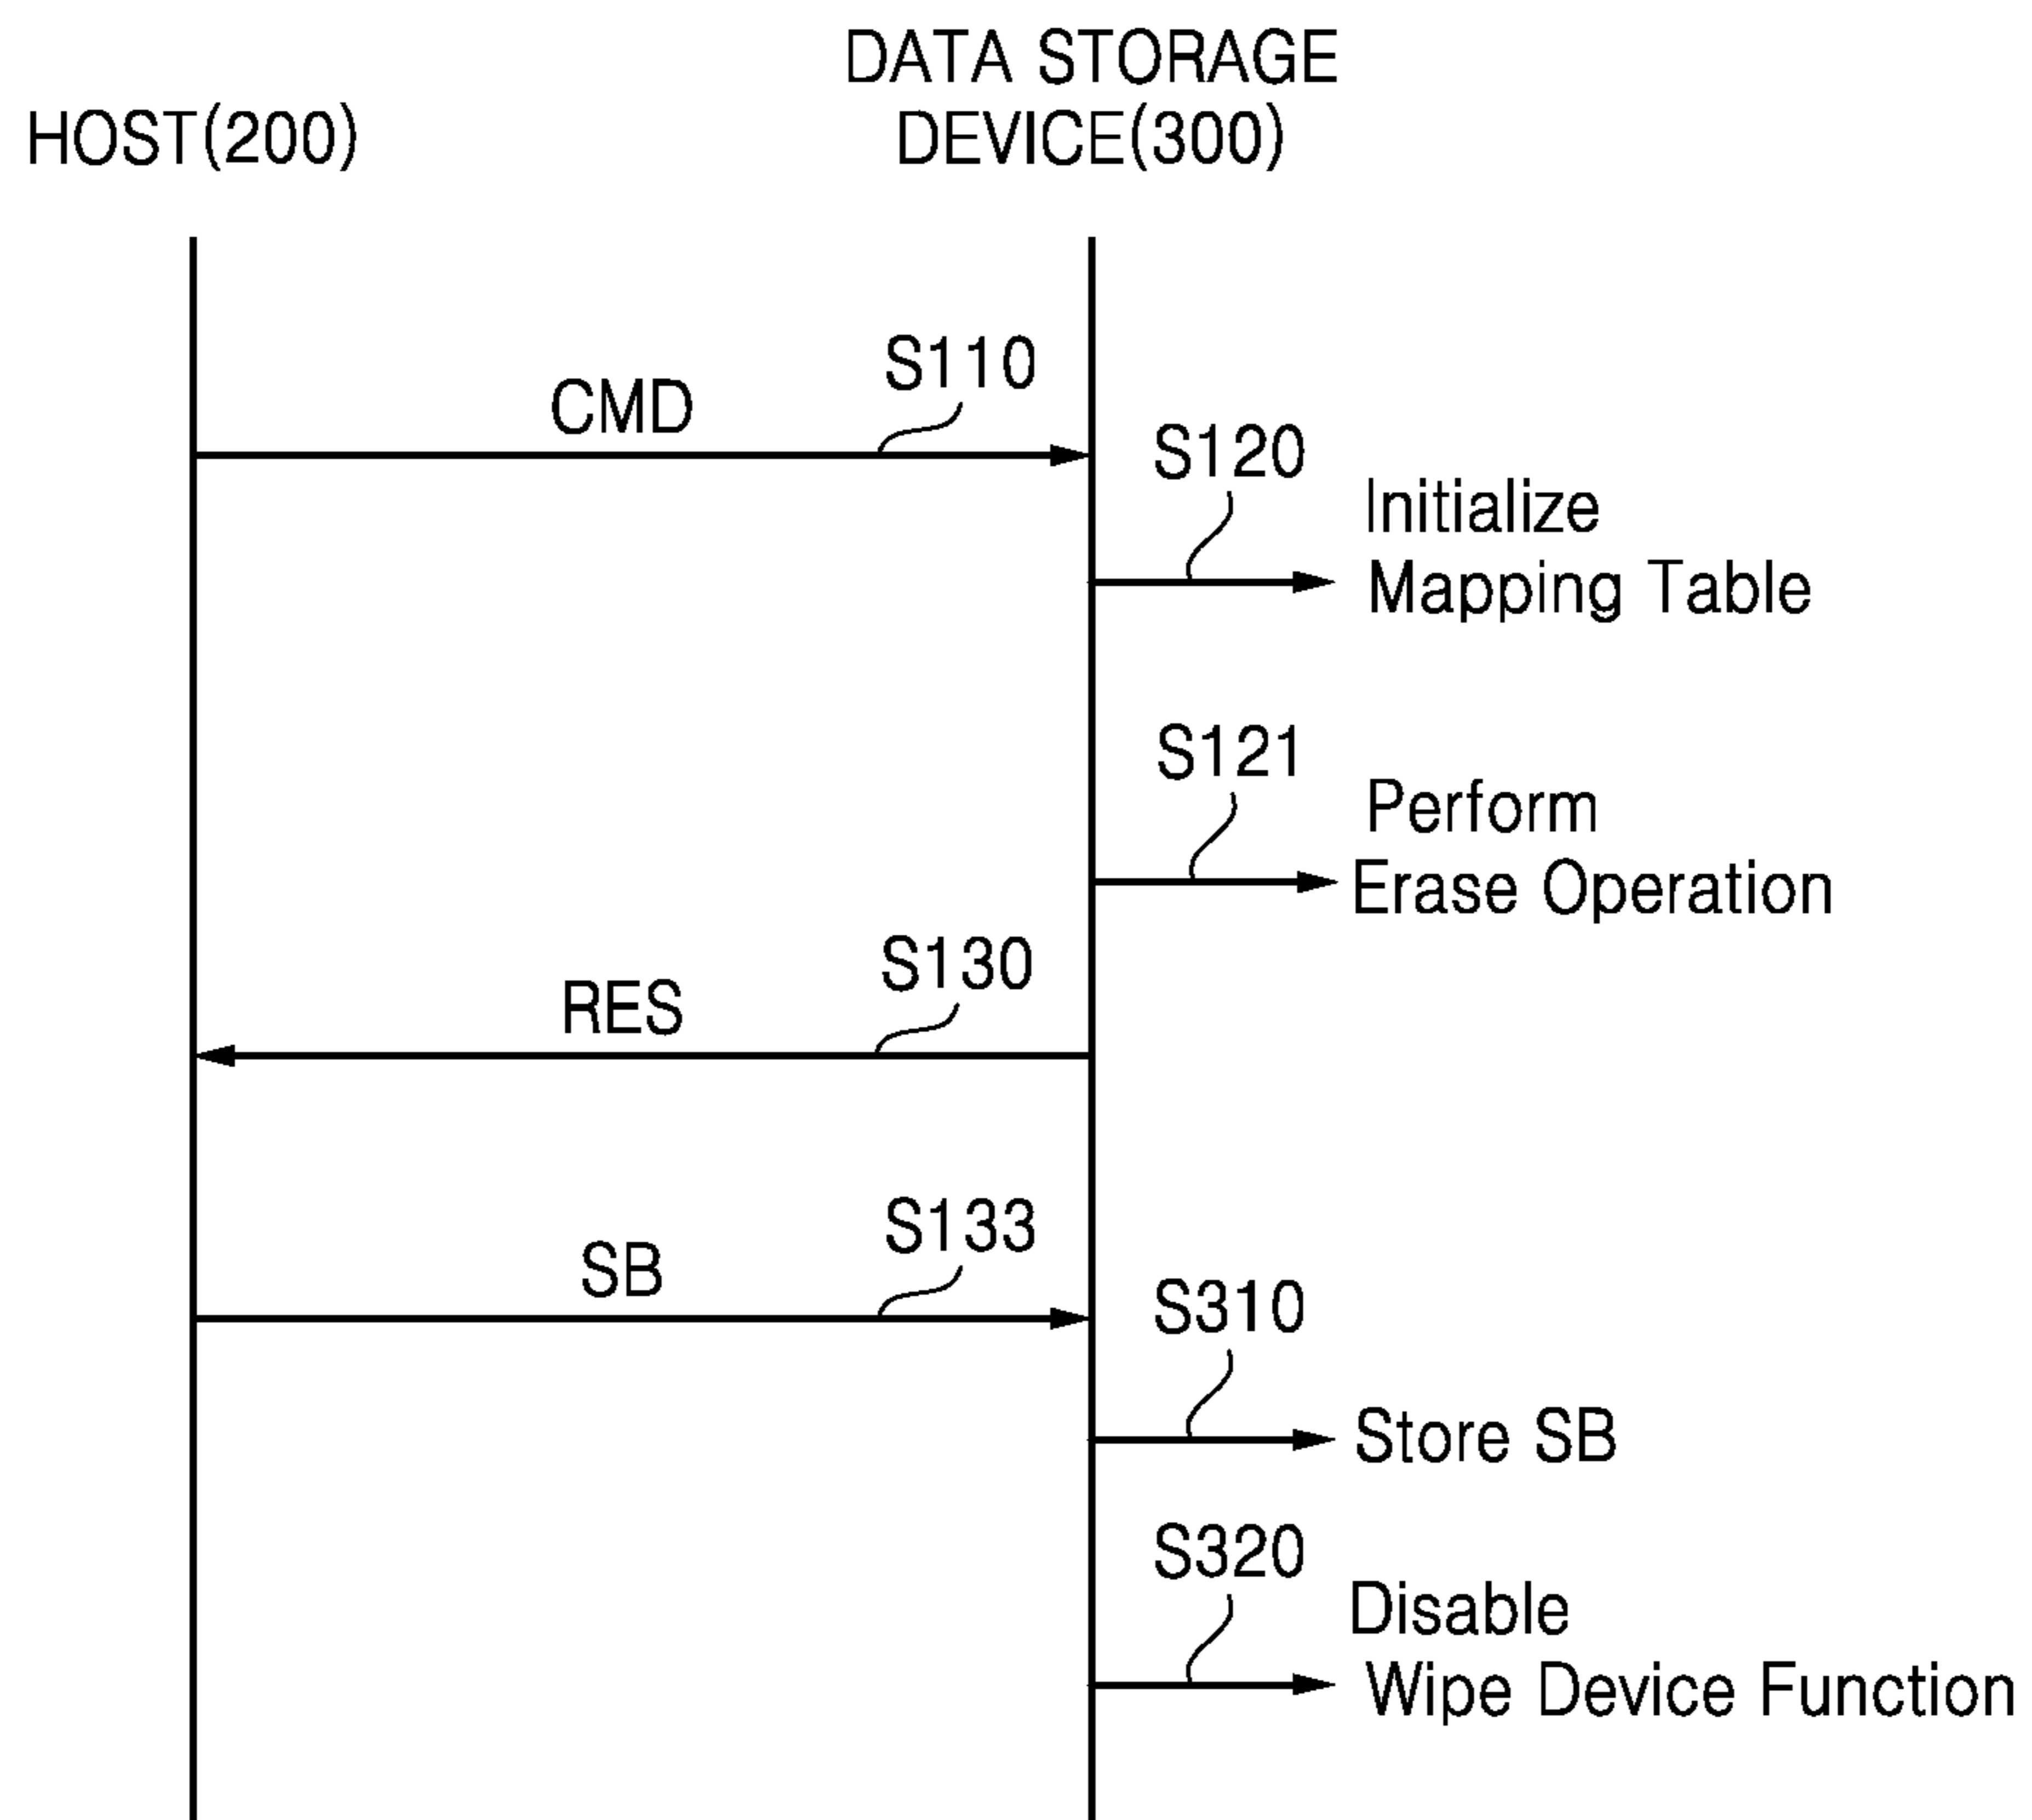 DATA STORAGE
HOST(200)
DEVICE(300)
S110
CMD
S120
Initialize
Mapping Table
S121
Perform
Erase Operation
S130
RES
S133
SB
S310
Store SB
S320
Disable
Wipe Device Function